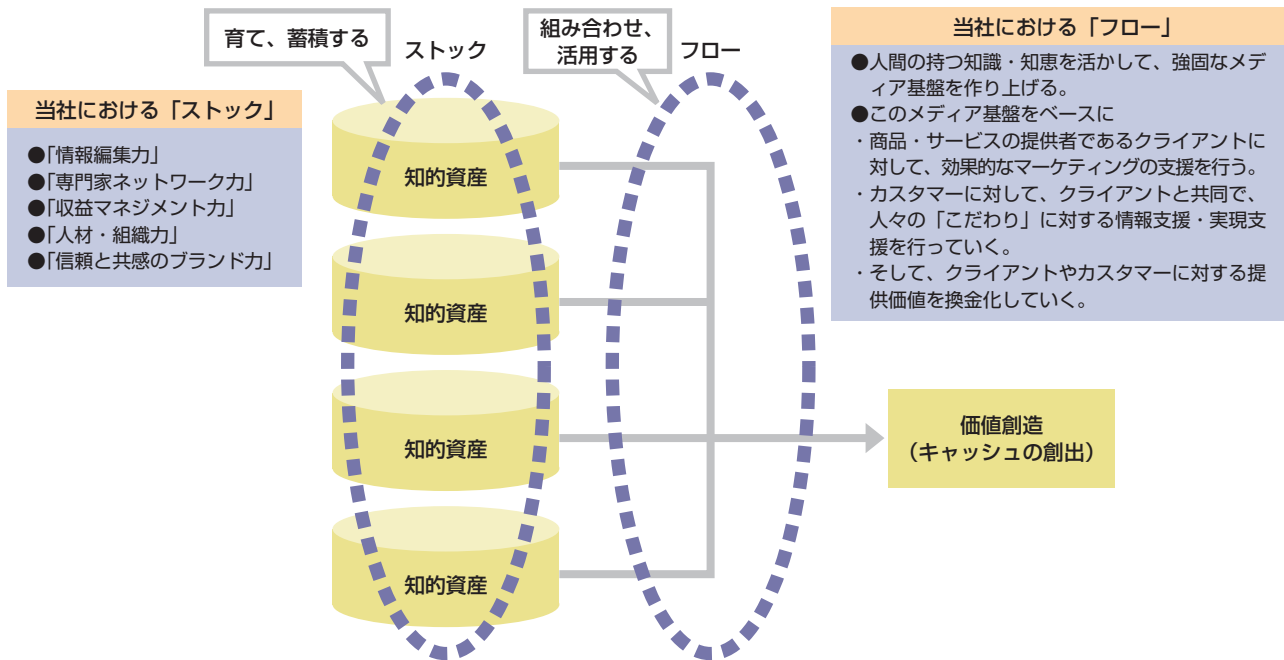 育て、蓄積する
ストック
組み合わせ、
活用する
フロー
当社における「ストック」
●「情報編集力」
●「専門家ネットワーク力」
●「収益マネジメント力」
●「人材・組織力」
●「信頼と共感のブランド力」
知的資産
知的資産
知的資産
知的資産
当社における「フロー」
●人間の持つ知識・知恵を活かして、強固なメデ
ィア基盤を作り上げる。
●このメディア基盤をベースに
・商品・サービスの提供者であるクライアントに
対して、効果的なマーケティングの支援を行う。
・カスタマーに対して、クライアントと共同で、
人々の「こだわり」に対する情報支援・実現支
援を行っていく。
・そして、クライアントやカスタマーに対する提
供価値を換金化していく。
価値創造
（キャッシュの創出）